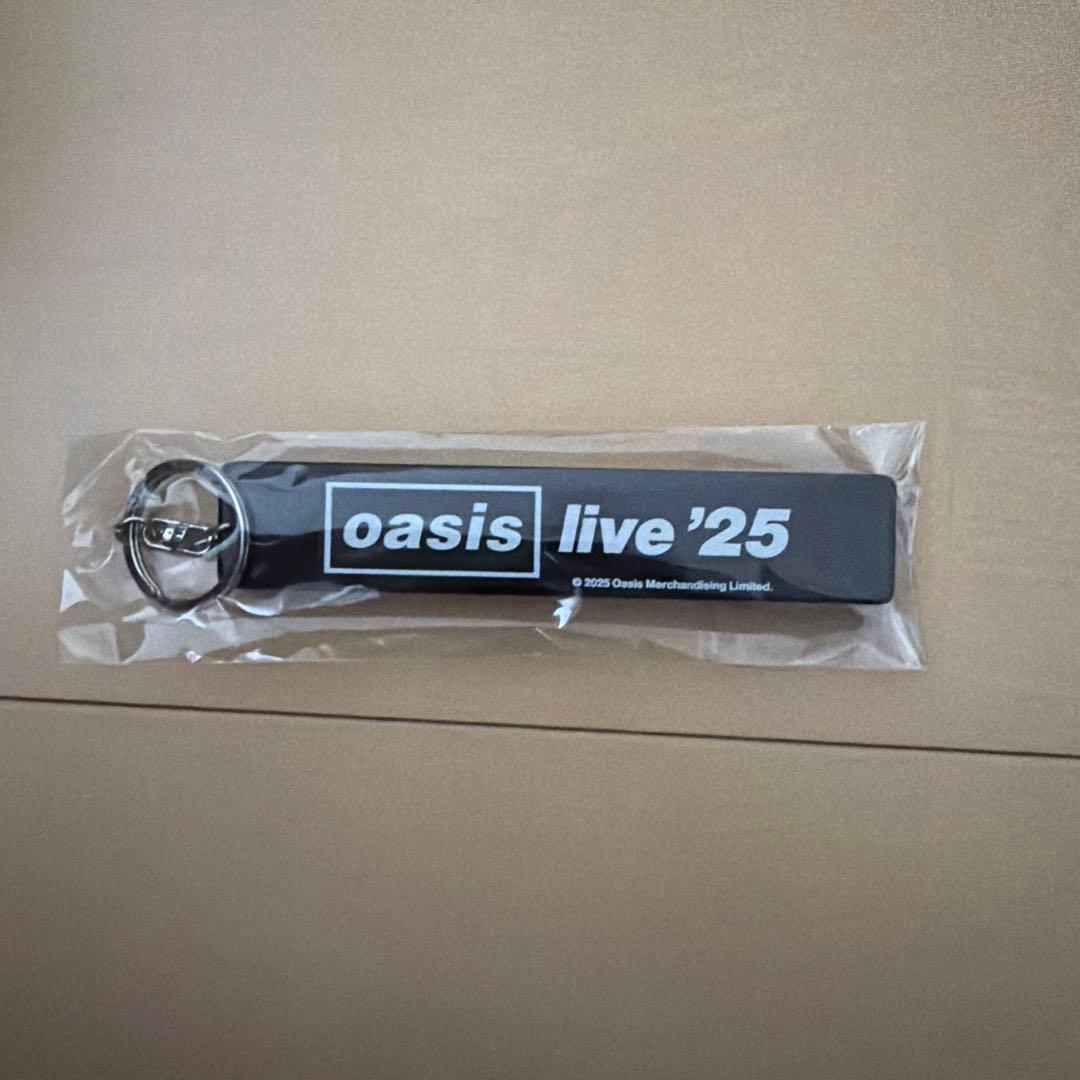 oasis live ’25
© 2025 Oasis Merchandising Limited.